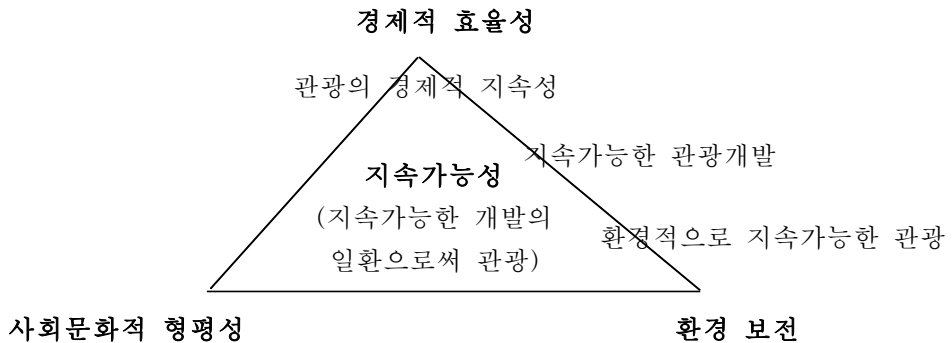 경제적 효율성
관광의 경제적 지속성
지속가능한 관광개발
지속가능성
(지속가능한 개발의
일환으로써 관광)
환경적으로 지속가능한 관광
사회문화적 형평성
환경 보전